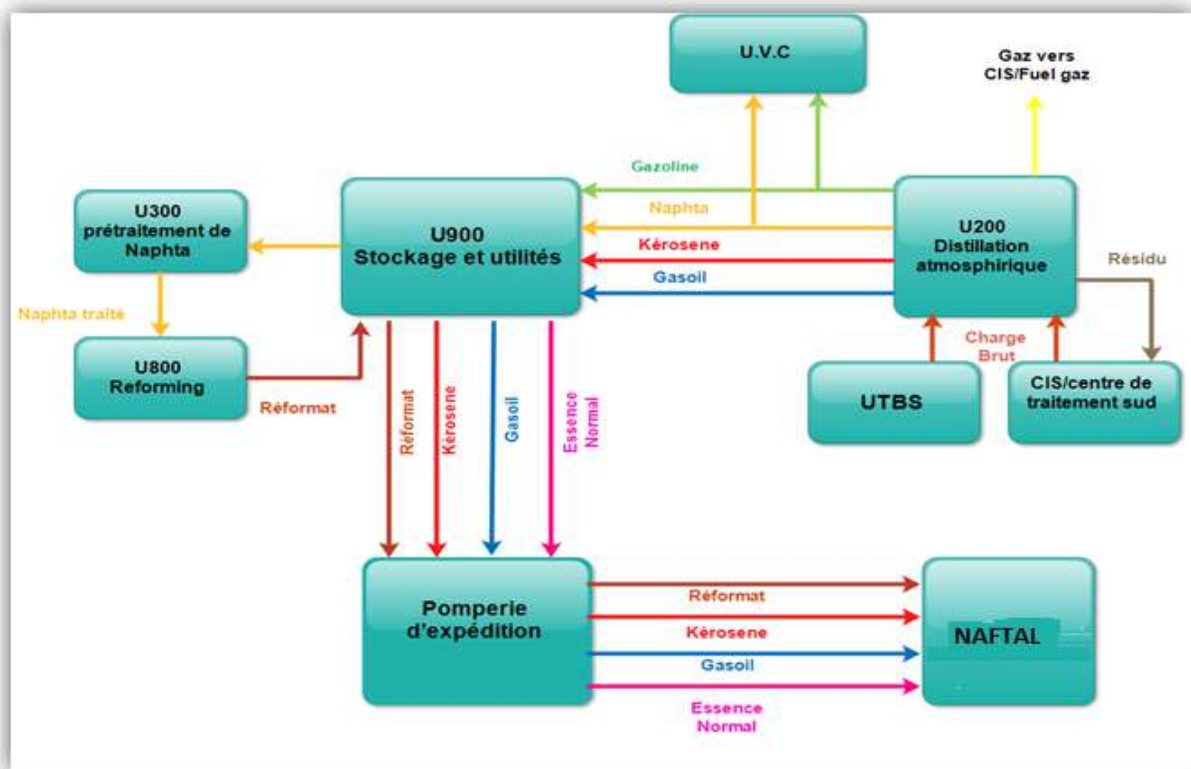 U.V.C
Gaz vers
CIS/Fuel gaz
Gazoline
Naphta
Kérosene
Gasoil
U300
prétraitement de
Naphta
U900
Stockage et utilités
U200
Distillation
atmosphirique
Résidu
Naphta traité
U800
Reforming
Réformat
Charge
Brut
UTBS
CIS/centre de
traitement sud
Réformat
Kérosene
Gasoil
Essence
Normal
Pomperie
d'expédition
Réformat
Kérosene
Gasoil
Essence
Normal
NAFTAL